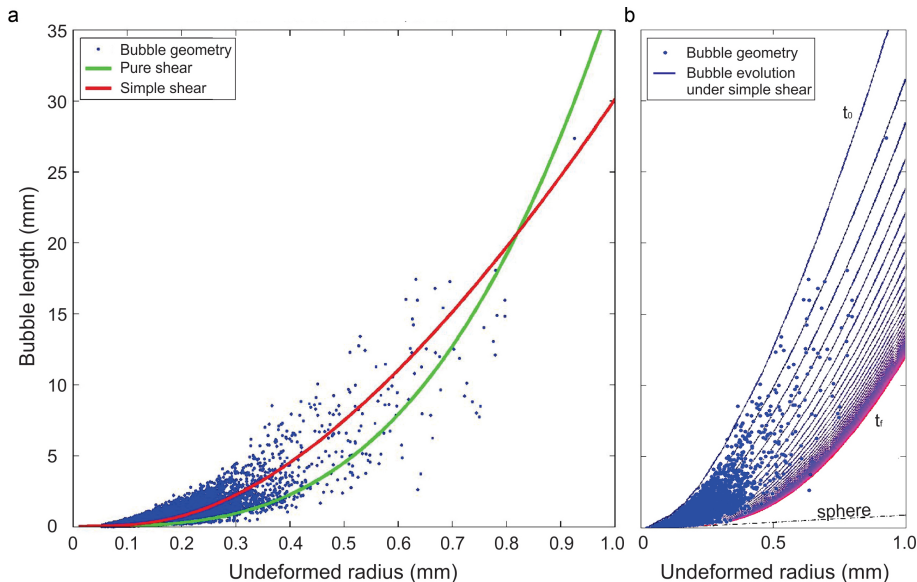 a
35
30
25
20
15
10
5
0
Bubble length (mm)
Bubble geometry
Pure shear
Simple shear
0 0.1 0.2 0.3 0.4 0.5 0.6 0.7 0.8 0.9 1.0
Undeformed radius (mm)
b
Bubble geometry
Bubble evolution
under simple shear
t0
tf
sphere
0 0.5 1.0
Undeformed radius (mm)